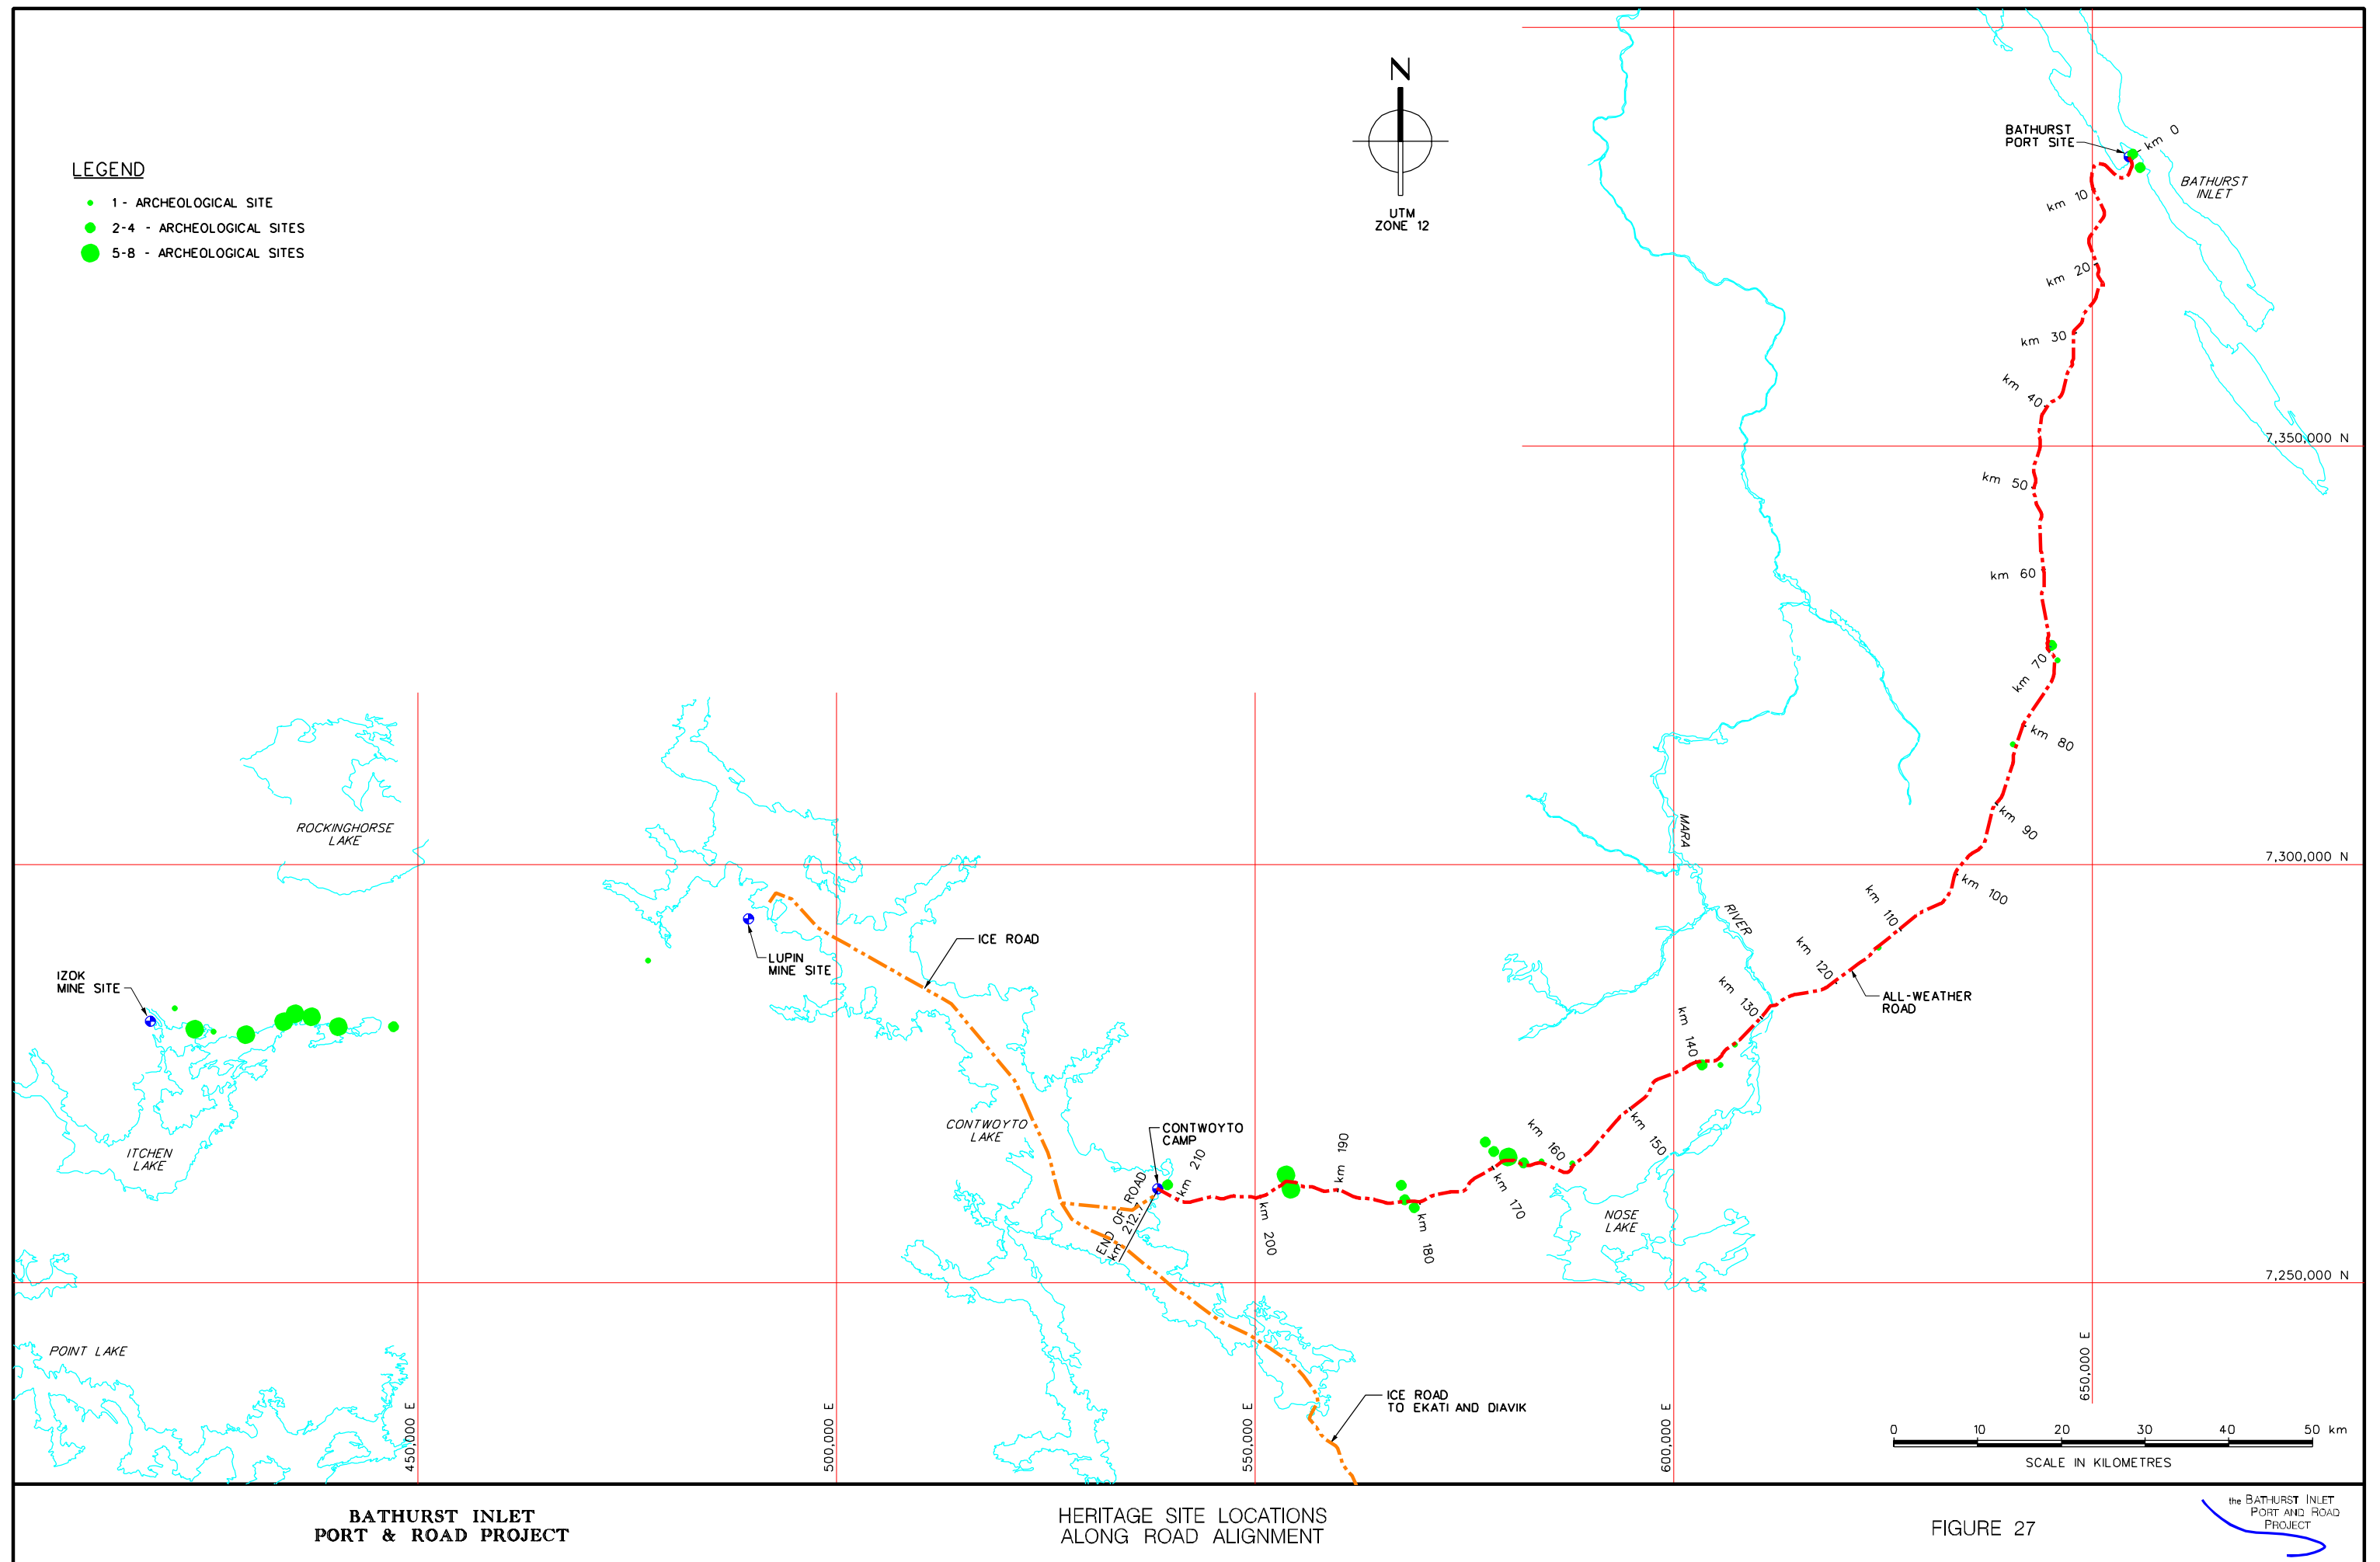 N
UTM
ZONE 12
LEGEND
1 - ARCHEOLOGICAL SITE
2-4 - ARCHEOLOGICAL SITES
5-8 - ARCHEOLOGICAL SITES
BATHURST
PORT SITE
km 0
BATHURST
INLET
km 10
km 20
km 30
km 40
7,350,000 N
km 50
km 60
km 70
km 80
ROCKINGHORSE
LAKE
MARA
RIVER
km 90
7,300,000 N
km 100
km 110
km 120
ICE ROAD
LUPIN
MINE SITE
IZOK
MINE SITE
ALL-WEATHER
ROAD
km 130
km 140
CONTWOYTO
LAKE
CONTWOYTO
CAMP
ITCHEN
LAKE
km 150
km 160
km 170
km 180
km 190
km 200
km 210
END OF ROAD
km 212.7
NOSE
LAKE
7,250,000 N
POINT LAKE
ICE ROAD
TO EKATI AND DIAVIK
450,000 E
500,000 E
550,000 E
600,000 E
650,000 E
0 10 20 30 40 50 km
SCALE IN KILOMETRES
BATHURST INLET
PORT & ROAD PROJECT
HERITAGE SITE LOCATIONS
ALONG ROAD ALIGNMENT
FIGURE 27
the BATHURST INLET
PORT AND ROAD
PROJECT